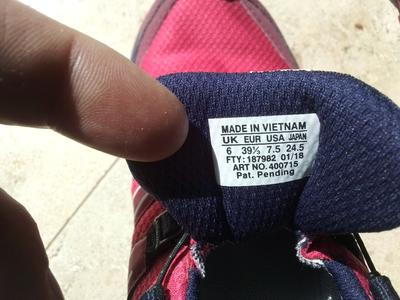 MADE IN VIETNAM
UK EUR USA JAPAN
6 39⅓ 7.5 24.5
FTY: 187982 01/18
ART NO. 400715
Pat. Pending